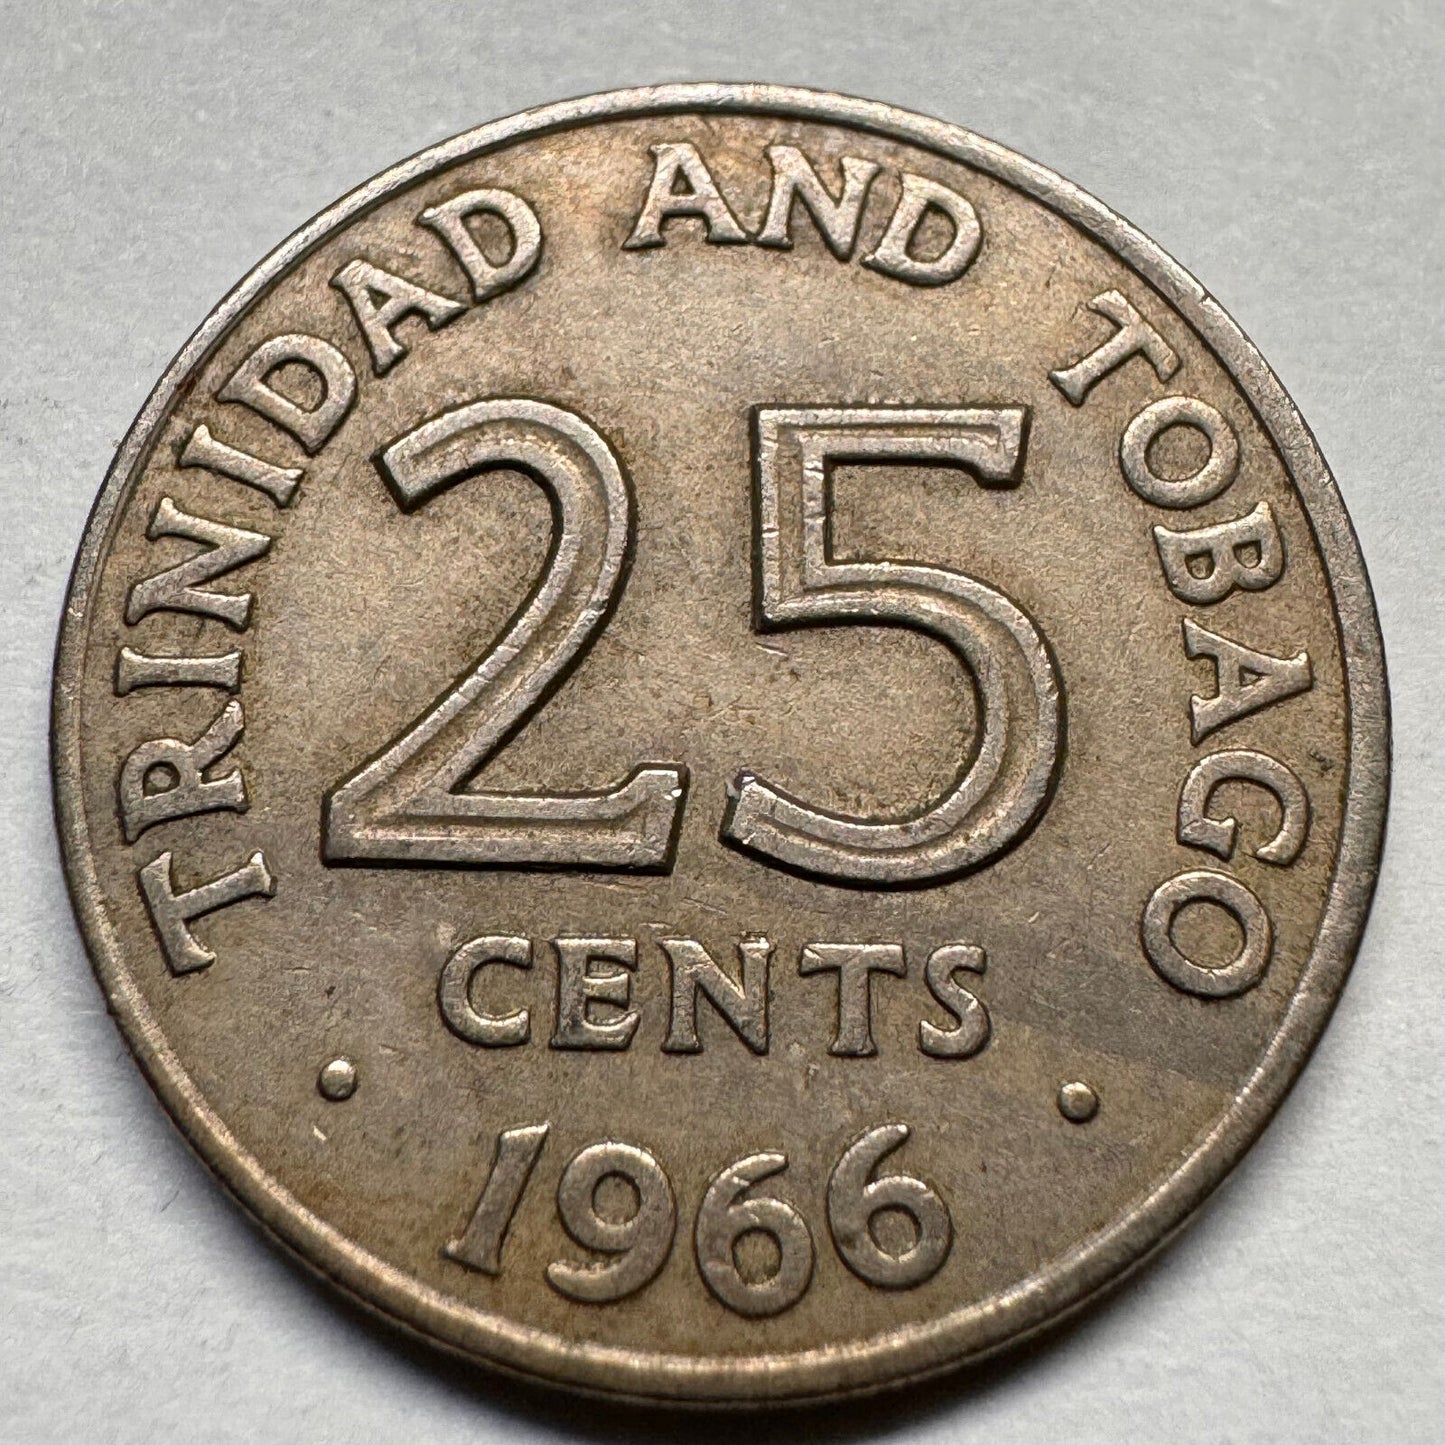 TRINIDAD AND TOBAGO
25
CENTS
· 1966 ·